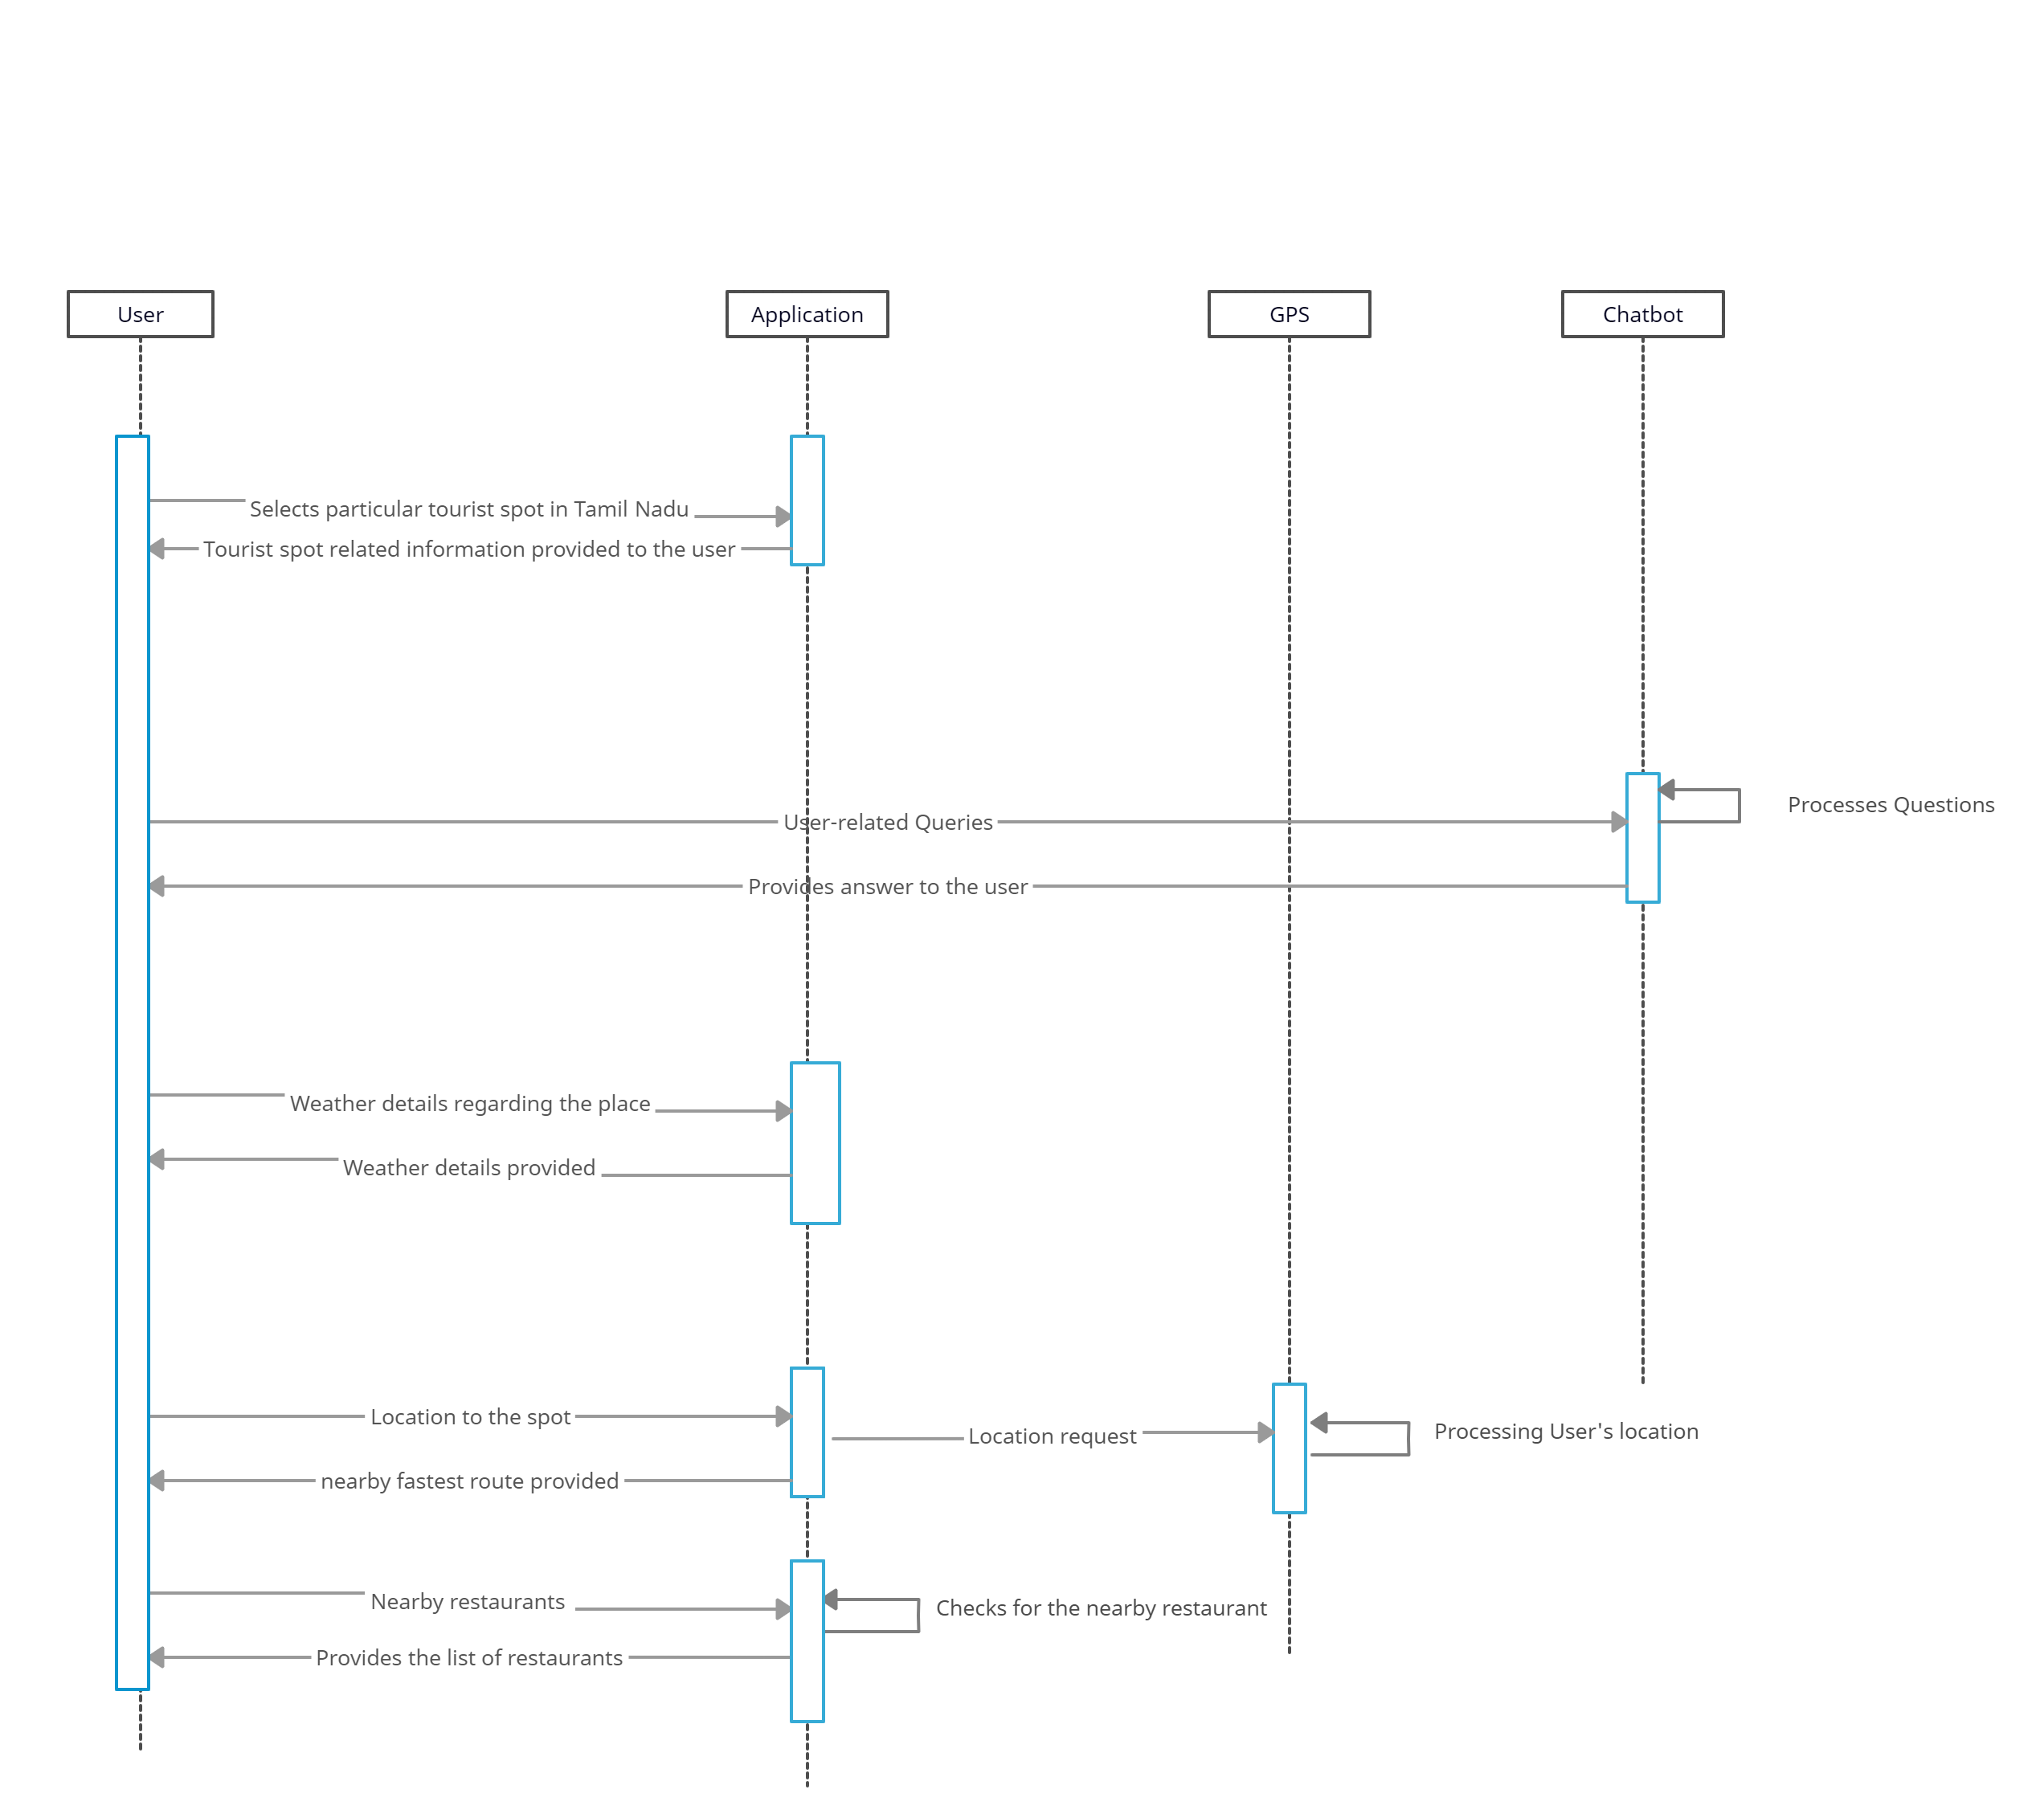 User
Application
GPS
Chatbot
Selects particular tourist spot in Tamil Nadu
Tourist spot related information provided to the user
Processes Questions
User-related Queries
Provides answer to the user
Weather details regarding the place
Weather details provided
Location to the spot
Location request
Processing User's location
nearby fastest route provided
Nearby restaurants
Checks for the nearby restaurant
Provides the list of restaurants